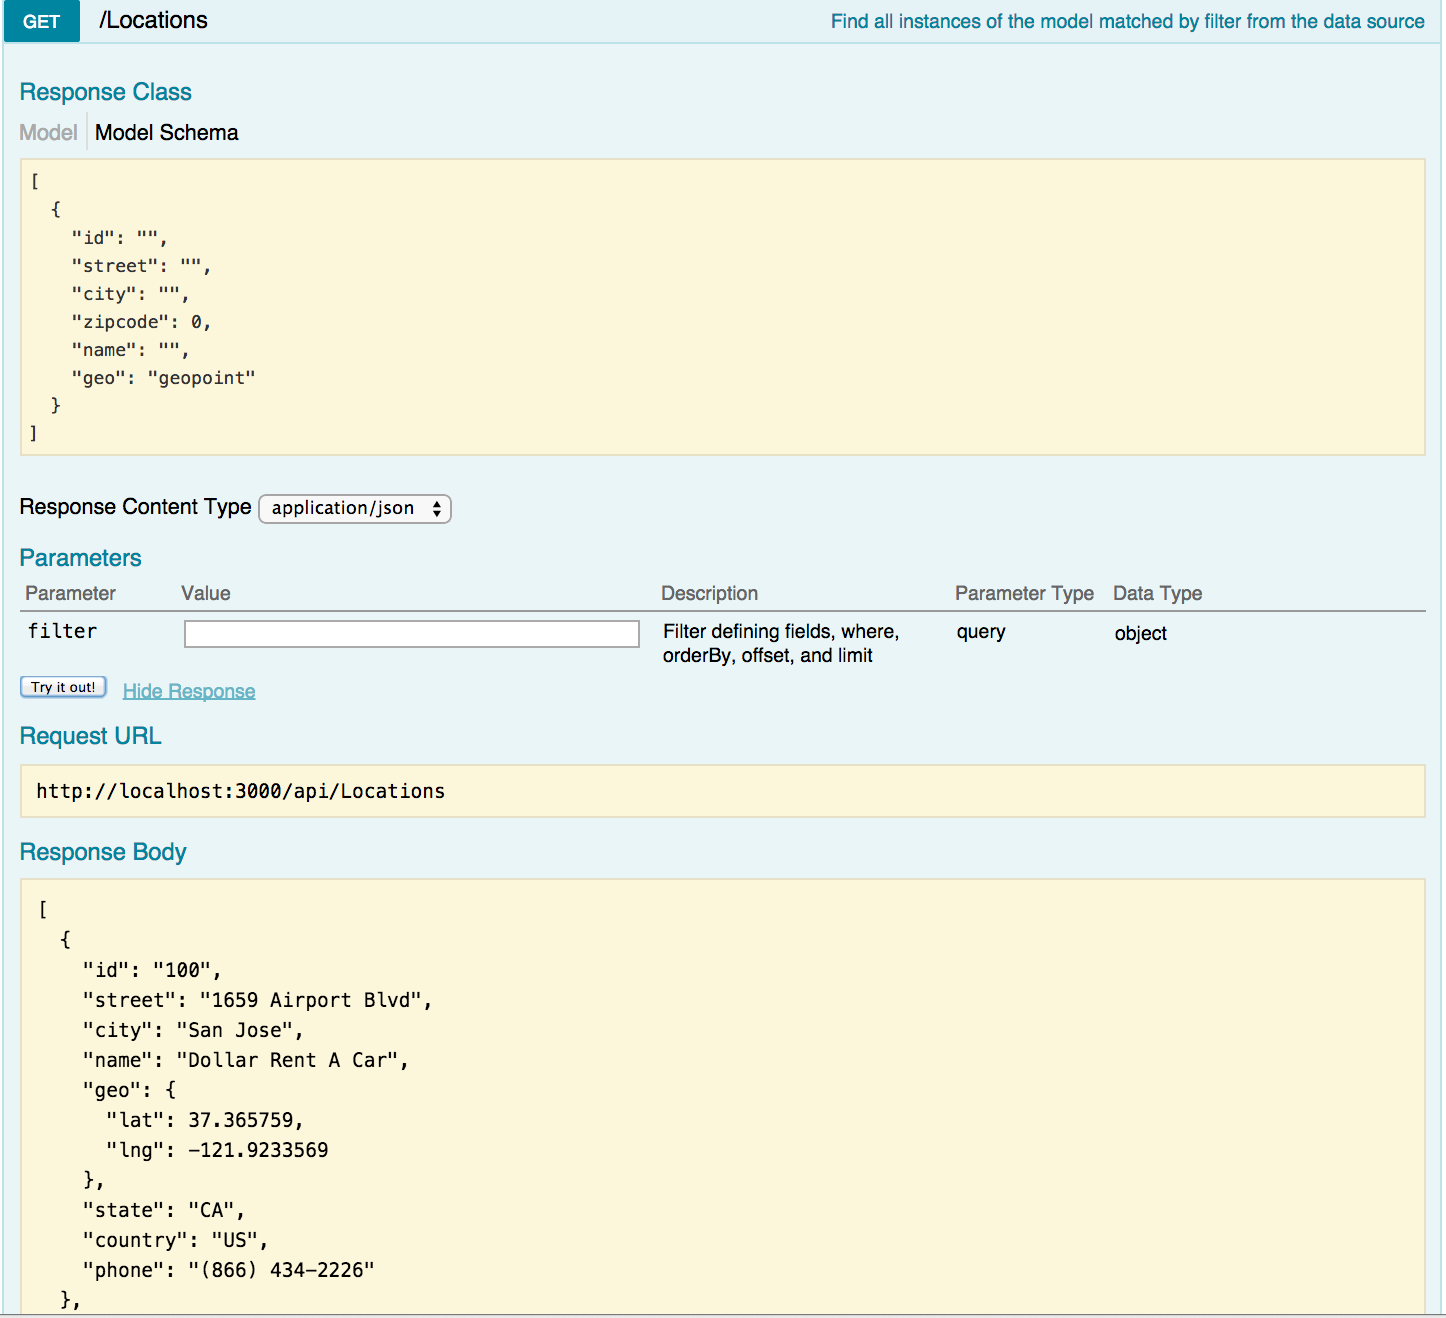 GET /Locations Find all instances of the model matched by filter from the data source
Response Class
Model Model Schema
[
  {
    "id": "",
    "street": "",
    "city": "",
    "zipcode": 0,
    "name": "",
    "geo": "geopoint"
  }
]
Response Content Type application/json
Parameters
Parameter Value Description Parameter Type Data Type
filter Filter defining fields, where, query object
orderBy, offset, and limit
Try it out! Hide Response
Request URL
http://localhost:3000/api/Locations
Response Body
[
  {
    "id": "100",
    "street": "1659 Airport Blvd",
    "city": "San Jose",
    "name": "Dollar Rent A Car",
    "geo": {
      "lat": 37.365759,
      "lng": -121.9233569
    },
    "state": "CA",
    "country": "US",
    "phone": "(866) 434-2226"
  },